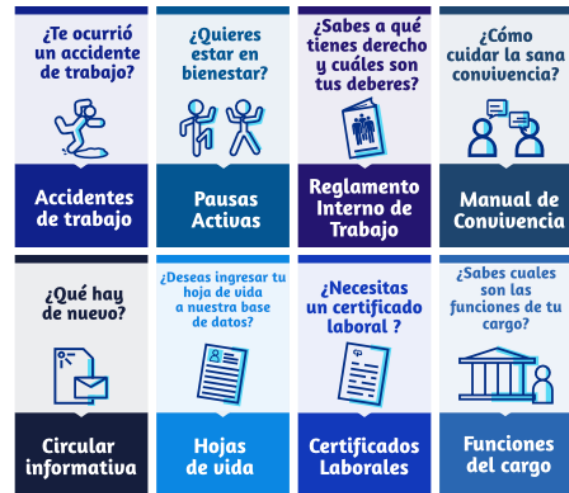 ¿Te ocurrió
un accidente
de trabajo?
Accidentes
de trabajo
¿Quieres
estar en
bienestar?
Pausas
Activas
¿Sabes a qué
tienes derecho
y cuáles son
tus deberes?
Reglamento
Interno de
Trabajo
¿Cómo
cuidar la sana
convivencia?
Manual de
Convivencia
¿Qué hay
de nuevo?
Circular
informativa
¿Deseas ingresar tu
hoja de vida
a nuestra base
de datos?
Hojas
de vida
¿Necesitas
un certificado
laboral ?
Certificados
Laborales
¿Sabes cuales
son las
funciones de tu
cargo?
Funciones
del cargo